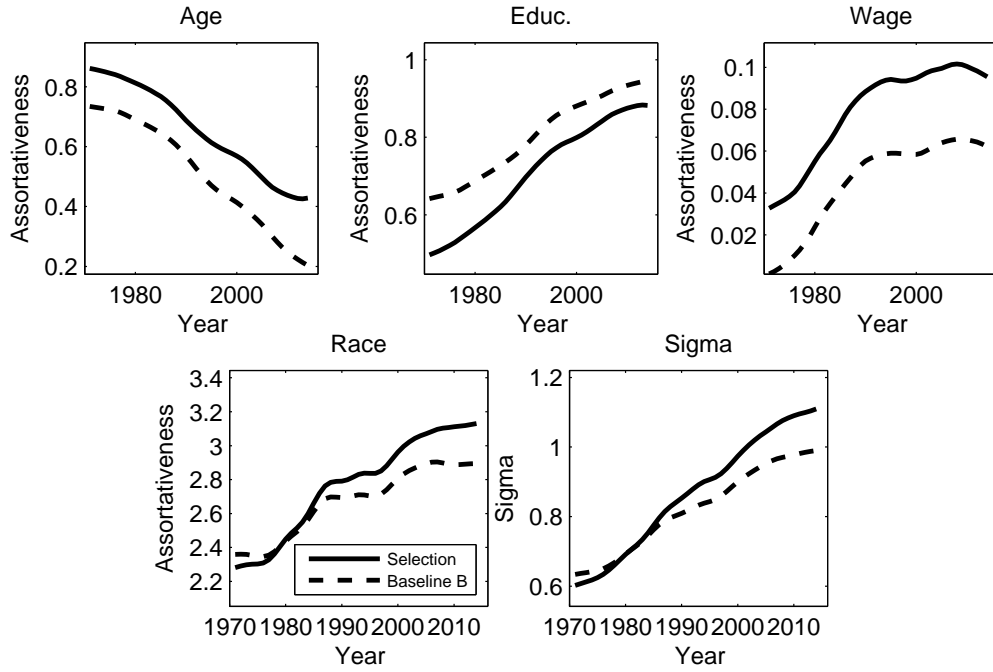 Age
Assortativeness
0.8
0.6
0.4
0.2
1980 2000
Year
Educ.
Assortativeness
1
0.8
0.6
1980 2000
Year
Wage
Assortativeness
0.1
0.08
0.06
0.04
0.02
1980 2000
Year
Race
Assortativeness
3.4
3.2
3
2.8
2.6
2.4
2.2
Selection
Baseline B
1970 1980 1990 2000 2010
Year
Sigma
Sigma
1.2
1
0.8
0.6
1970 1980 1990 2000 2010
Year